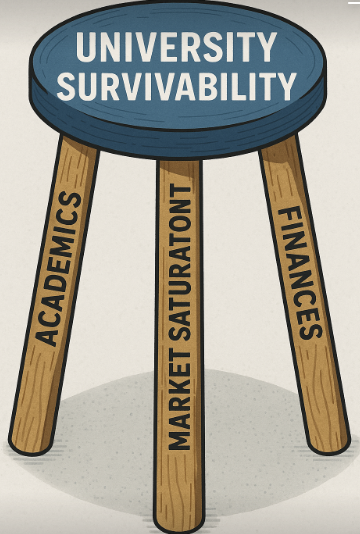 UNIVERSITY
SURVIVABILITY
ACADEMICS
MARKET SATURATONT
FINANCES